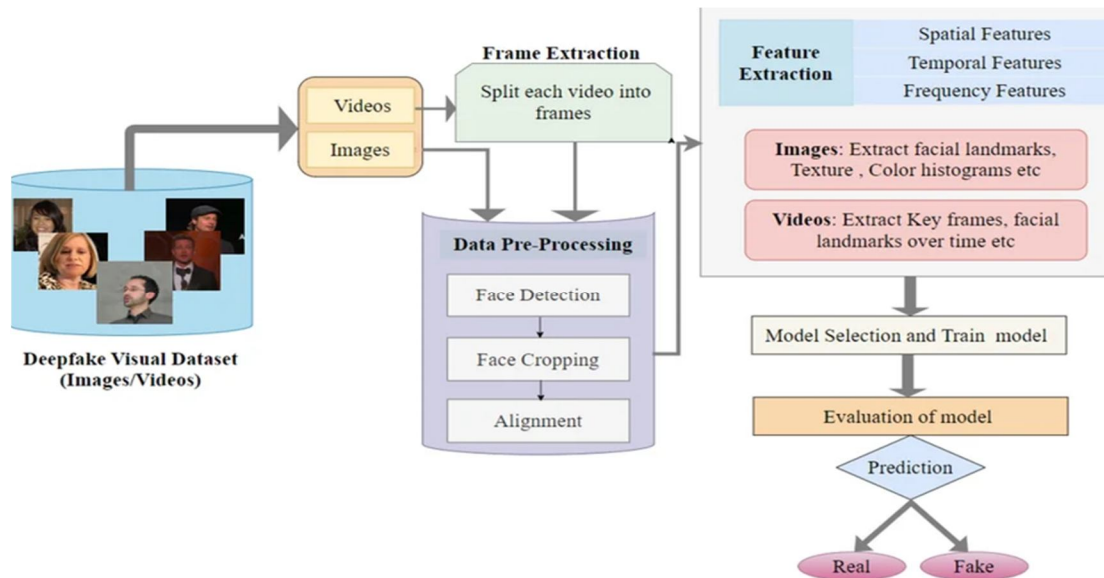 Frame Extraction
Videos
Images
Split each video into
frames
Feature
Extraction
Spatial Features
Temporal Features
Frequency Features
Images: Extract facial landmarks,
Texture , Color histograms etc
Videos: Extract Key frames, facial
landmarks over time etc
Data Pre-Processing
Face Detection
Face Cropping
Alignment
Deepfake Visual Dataset
(Images/Videos)
Model Selection and Train model
Evaluation of model
Prediction
Real
Fake